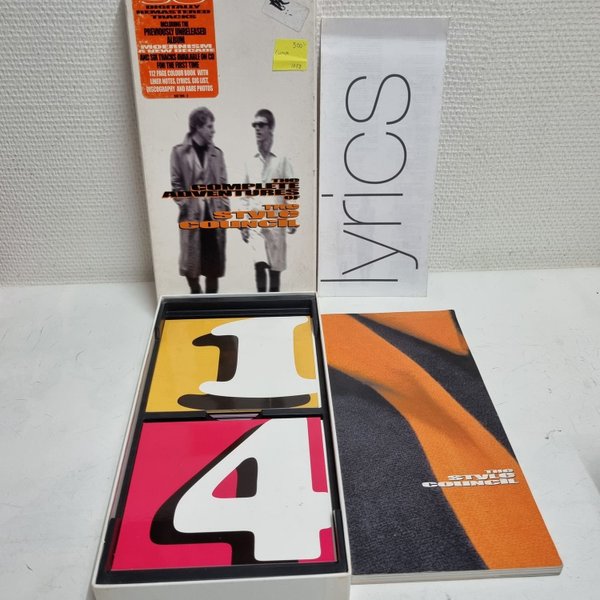 DIGITALLY
REMASTERED
TRACKS
INCLUDING THE
PREVIOUSLY UNRELEASED
ALBUM
MODERNISM
A NEW DECADE
AND SIX TRACKS AVAILABLE ON CD
FOR THE FIRST TIME
112 PAGE COLOUR BOOK WITH
LINER NOTES, LYRICS, GIG LIST,
DISCOGRAPHY AND RARE PHOTOS
500
THE
COMPLETE
ADVENTURES
OF
THE
STYLE
COUNCIL
lyrics
1
4
THE
STYLE
COUNCIL